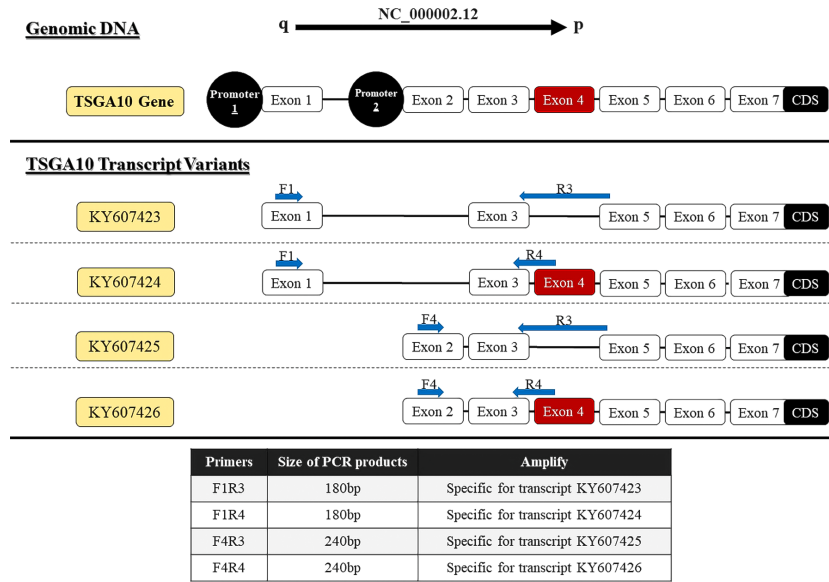 Genomic DNA
NC_000002.12
q p
TSGA10 Gene Promoter 1 Exon 1 Promoter 2 Exon 2 Exon 3 Exon 4 Exon 5 Exon 6 Exon 7 CDS
TSGA10 Transcript Variants
F1 R3
KY607423 Exon 1 Exon 3 Exon 5 Exon 6 Exon 7 CDS
F1 R4
KY607424 Exon 1 Exon 3 Exon 4 Exon 5 Exon 6 Exon 7 CDS
F4 R3
KY607425 Exon 2 Exon 3 Exon 5 Exon 6 Exon 7 CDS
F4 R4
KY607426 Exon 2 Exon 3 Exon 4 Exon 5 Exon 6 Exon 7 CDS
Primers Size of PCR products Amplify
F1R3 180bp Specific for transcript KY607423
F1R4 180bp Specific for transcript KY607424
F4R3 240bp Specific for transcript KY607425
F4R4 240bp Specific for transcript KY607426